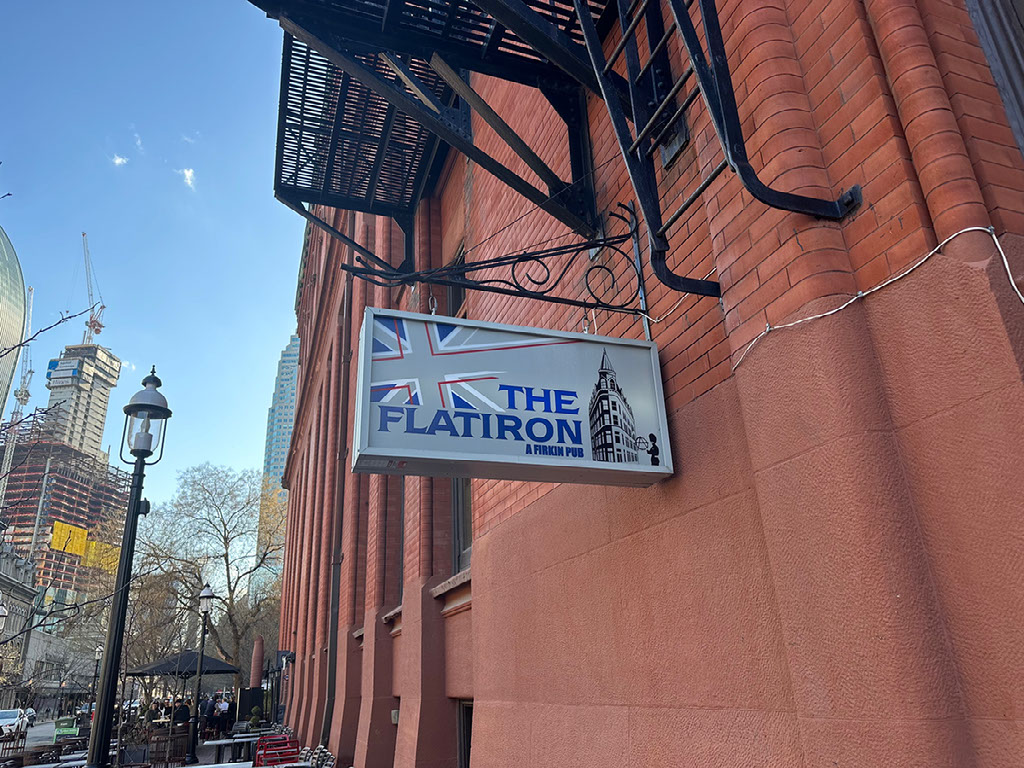 THE
FLATIRON
A FIRKIN PUB